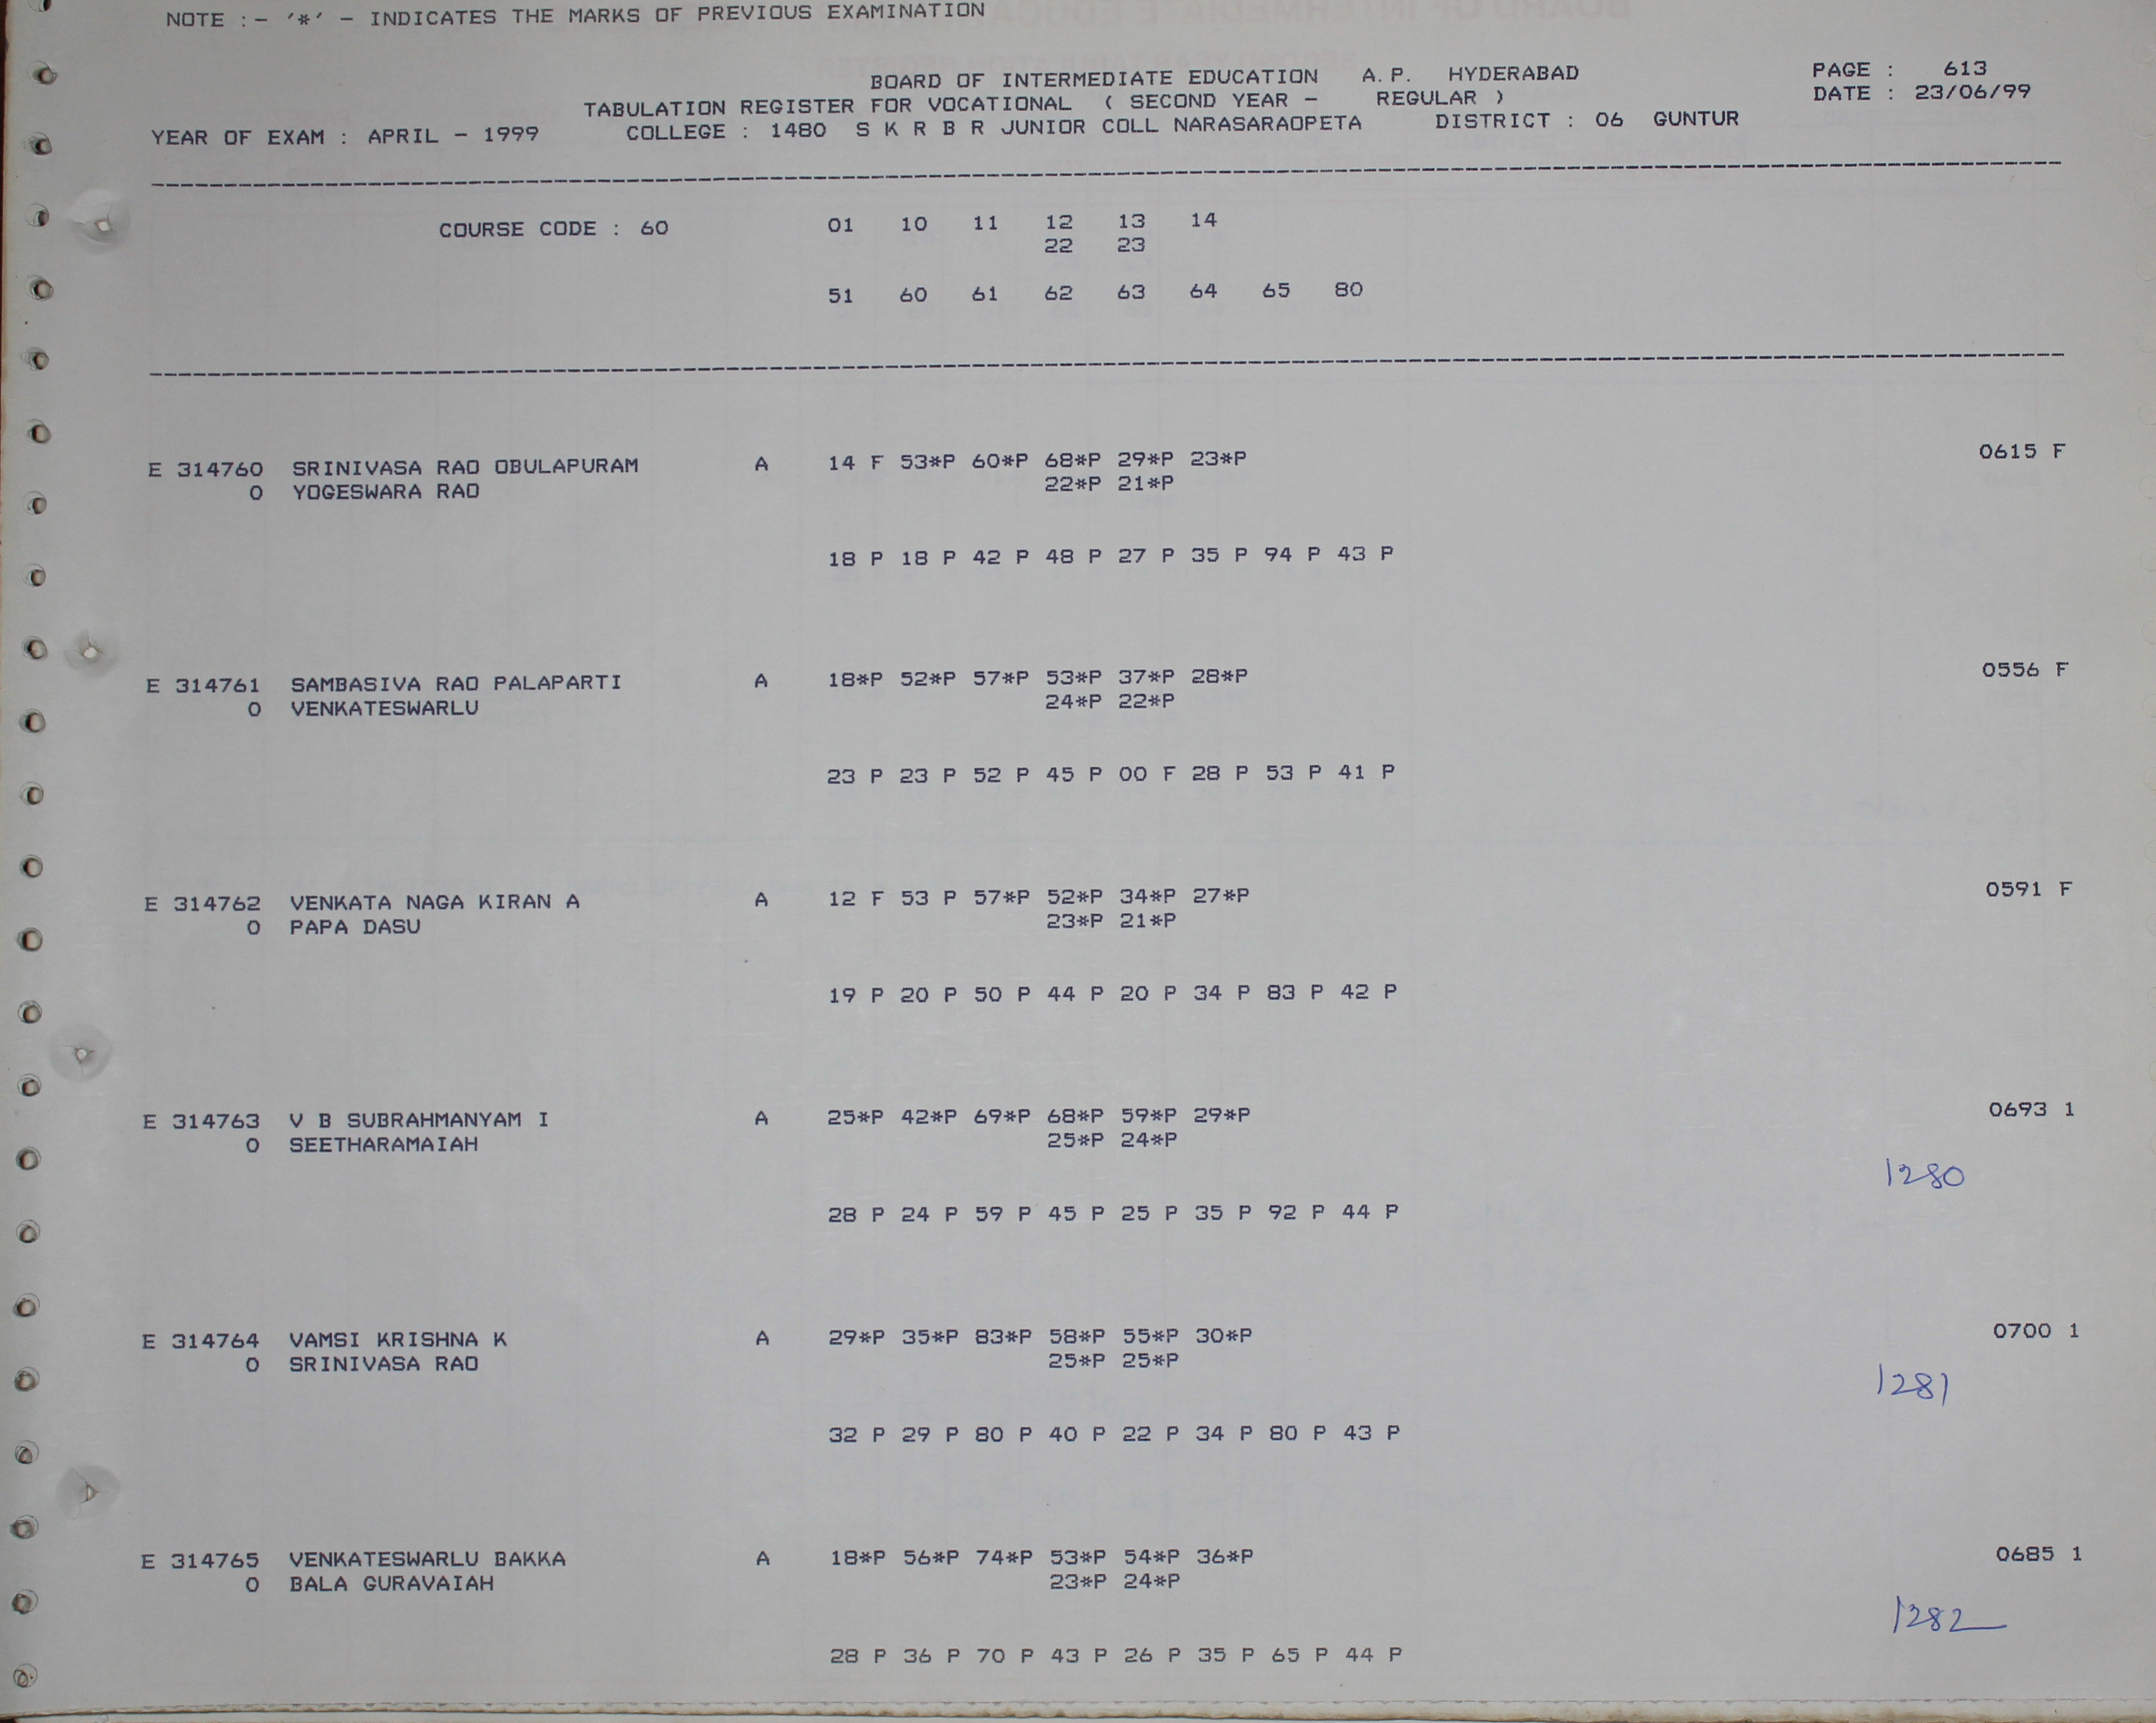 NOTE :- '*' - INDICATES THE MARKS OF PREVIOUS EXAMINATION
BOARD OF INTERMEDIATE EDUCATION A.P. HYDERABAD PAGE : 613
TABULATION REGISTER FOR VOCATIONAL ( SECOND YEAR - REGULAR ) DATE : 23/06/99
YEAR OF EXAM : APRIL - 1999 COLLEGE : 1480 S K R B R JUNIOR COLL NARASARAOPETA DISTRICT : 06 GUNTUR
COURSE CODE : 60 01 10 11 12 13 14
22 23
51 60 61 62 63 64 65 80
E 314760 SRINIVASA RAO OBULAPURAM A 14 F 53*P 60*P 68*P 29*P 23*P 0615 F
0 YOGESWARA RAO 22*P 21*P
18 P 18 P 42 P 48 P 27 P 35 P 94 P 43 P
E 314761 SAMBASIVA RAO PALAPARTI A 18*P 52*P 57*P 53*P 37*P 28*P 0556 F
0 VENKATESWARLU 24*P 22*P
23 P 23 P 52 P 45 P 00 F 28 P 53 P 41 P
E 314762 VENKATA NAGA KIRAN A A 12 F 53 P 57*P 52*P 34*P 27*P 0591 F
0 PAPA DASU 23*P 21*P
19 P 20 P 50 P 44 P 20 P 34 P 83 P 42 P
E 314763 V B SUBRAHMANYAM I A 25*P 42*P 69*P 68*P 59*P 29*P 0693 1
0 SEETHARAMAIAH 25*P 24*P
1280
28 P 24 P 59 P 45 P 25 P 35 P 92 P 44 P
E 314764 VAMSI KRISHNA K A 29*P 35*P 83*P 58*P 55*P 30*P 0700 1
0 SRINIVASA RAO 25*P 25*P
1281
32 P 29 P 80 P 40 P 22 P 34 P 80 P 43 P
E 314765 VENKATESWARLU BAKKA A 18*P 56*P 74*P 53*P 54*P 36*P 0685 1
0 BALA GURAVAIAH 23*P 24*P
1282
28 P 36 P 70 P 43 P 26 P 35 P 65 P 44 P